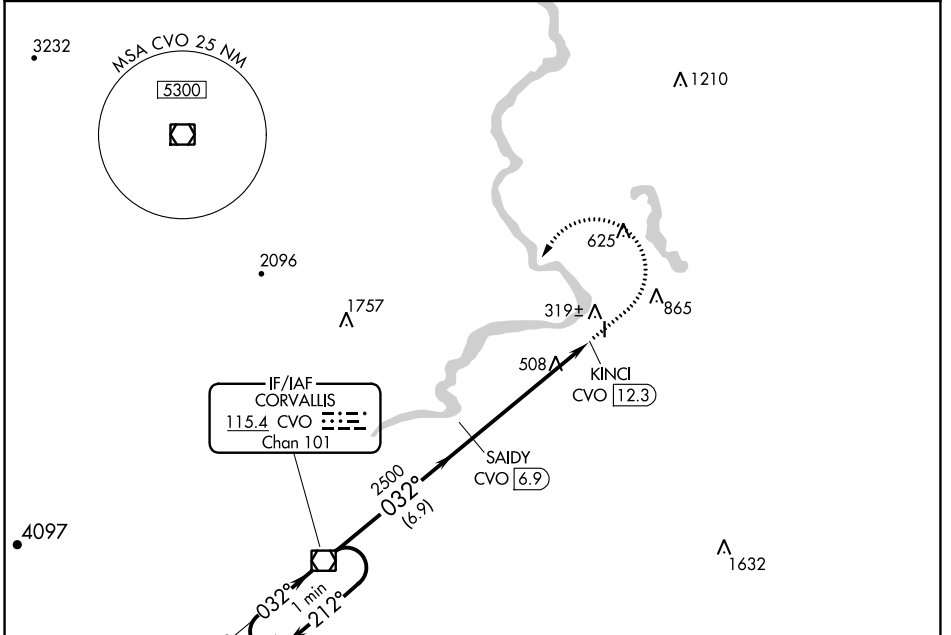 3232
MSA CVO 25 NM
5300
1210
2096
625
1757
319±
865
508
KINCI
CVO 12.3
IF/IAF
CORVALLIS
115.4 CVO
Chan 101
SAIDY
CVO 6.9
2500
032°
(6.9)
4097
1632
032°
1 min
212°